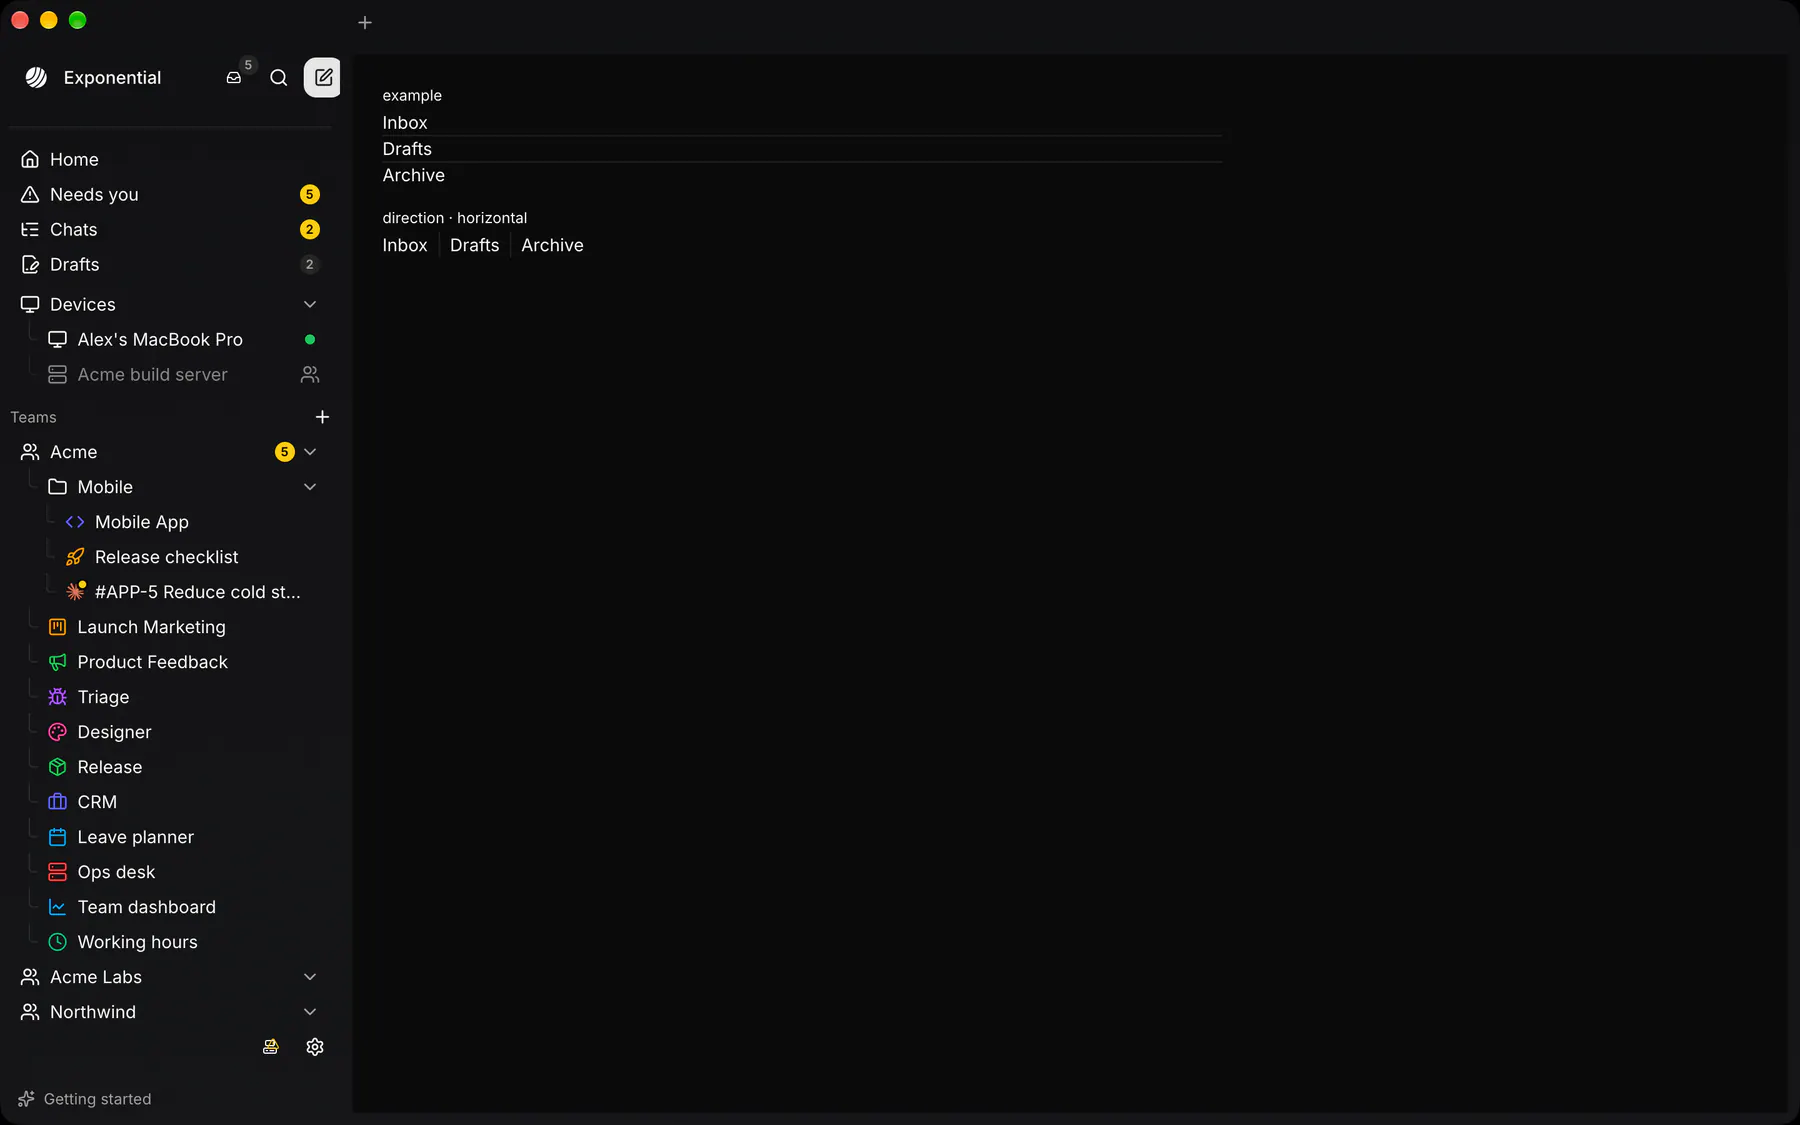 Exponential
5
Home
Needs you 5
Chats 2
Drafts 2
Devices
Alex's MacBook Pro
Acme build server
Teams
Acme 5
Mobile
Mobile App
Release checklist
#APP-5 Reduce cold st...
Launch Marketing
Product Feedback
Triage
Designer
Release
CRM
Leave planner
Ops desk
Team dashboard
Working hours
Acme Labs
Northwind
Getting started
example
Inbox
Drafts
Archive
direction · horizontal
Inbox Drafts Archive